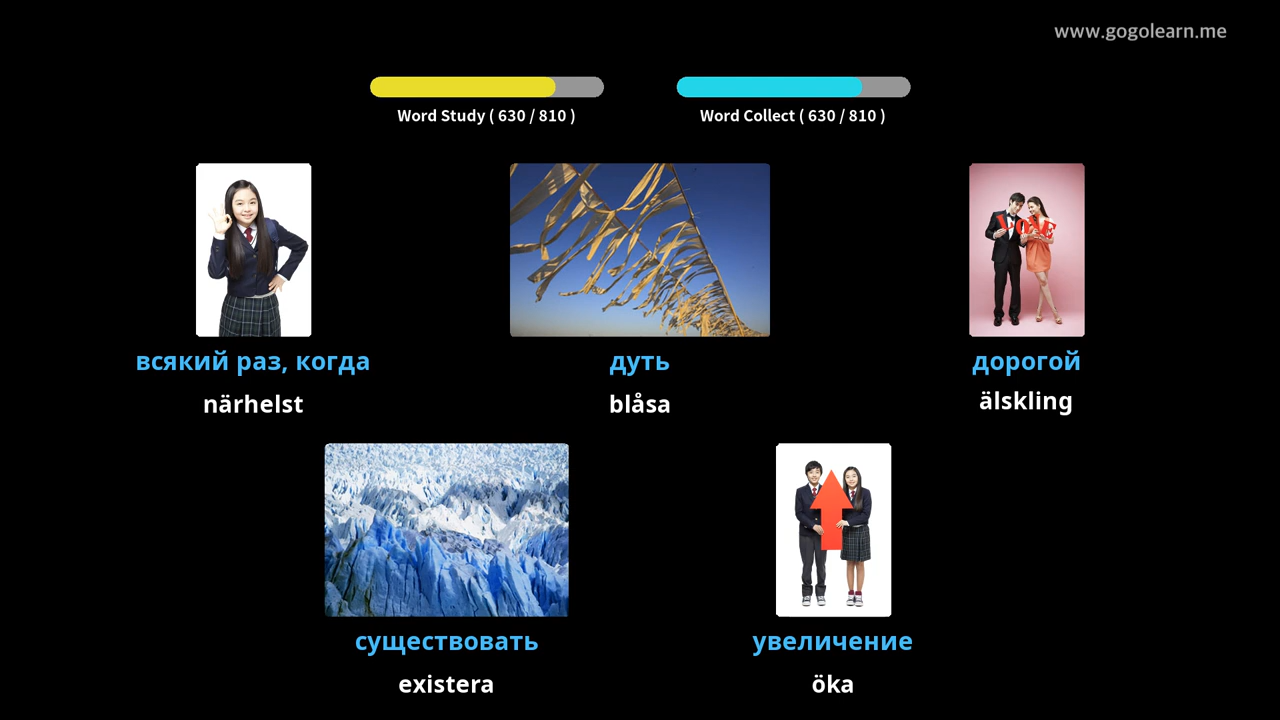 www.gogolearn.me
Word Study ( 630 / 810 )
Word Collect ( 630 / 810 )
LOVE
всякий раз, когда
närhelst
дуть
blåsa
дорогой
älskling
существовать
existera
увеличение
öka